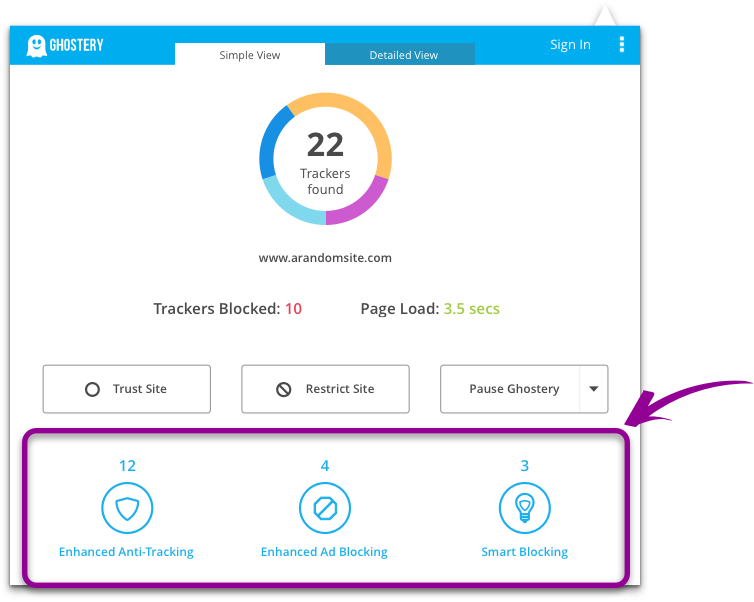 GHOSTERY
Simple View
Detailed View
Sign In
22
Trackers
found
www.arandomsite.com
Trackers Blocked: 10
Page Load: 3.5 secs
Trust Site
Restrict Site
Pause Ghostery
12
4
3
Enhanced Anti-Tracking
Enhanced Ad Blocking
Smart Blocking